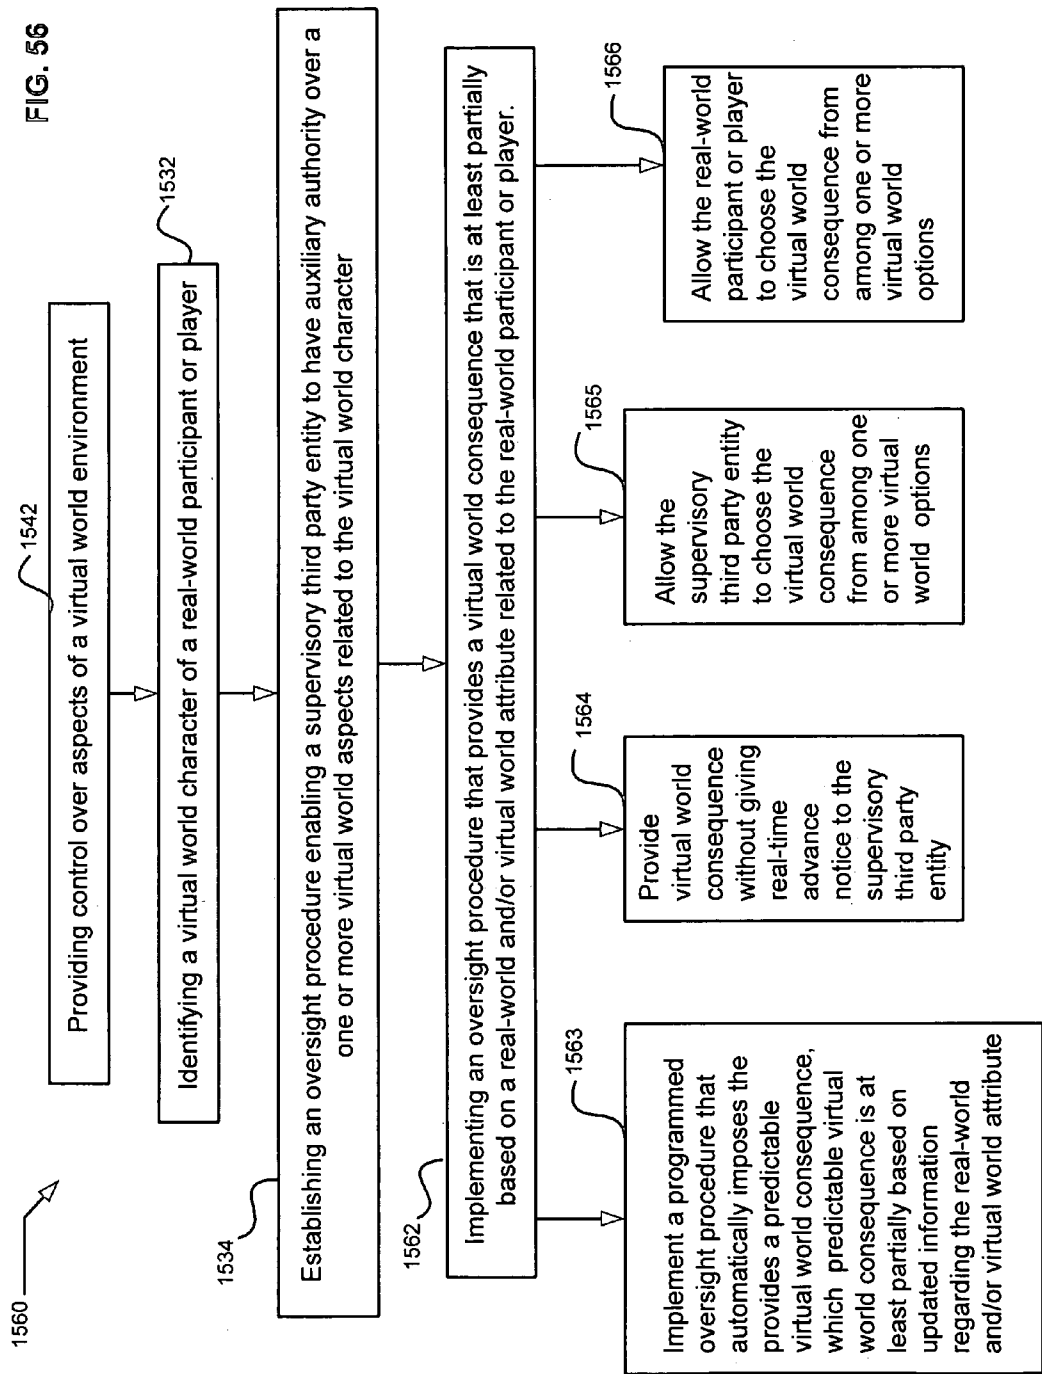 FIG. 56
1560
1542
Providing control over aspects of a virtual world environment
1532
Identifying a virtual world character of a real-world participant or player
1534
Establishing an oversight procedure enabling a supervisory third party entity to have auxiliary authority over a
one or more virtual world aspects related to the virtual world character
1562
Implementing an oversight procedure that provides a virtual world consequence that is at least partially
based on a real-world and/or virtual world attribute related to the real-world participant or player.
1563
Implement a programmed
oversight procedure that
automatically imposes the
provides a predictable
virtual world consequence,
which predictable virtual
world consequence is at
least partially based on
updated information
regarding the real-world
and/or virtual world attribute
1564
Provide
virtual world
consequence
without giving
real-time
advance
notice to the
supervisory
third party
entity
1565
Allow the
supervisory
third party entity
to choose the
virtual world
consequence
from among one
or more virtual
world options
1566
Allow the real-world
participant or player
to choose the
virtual world
consequence from
among one or more
virtual world
options